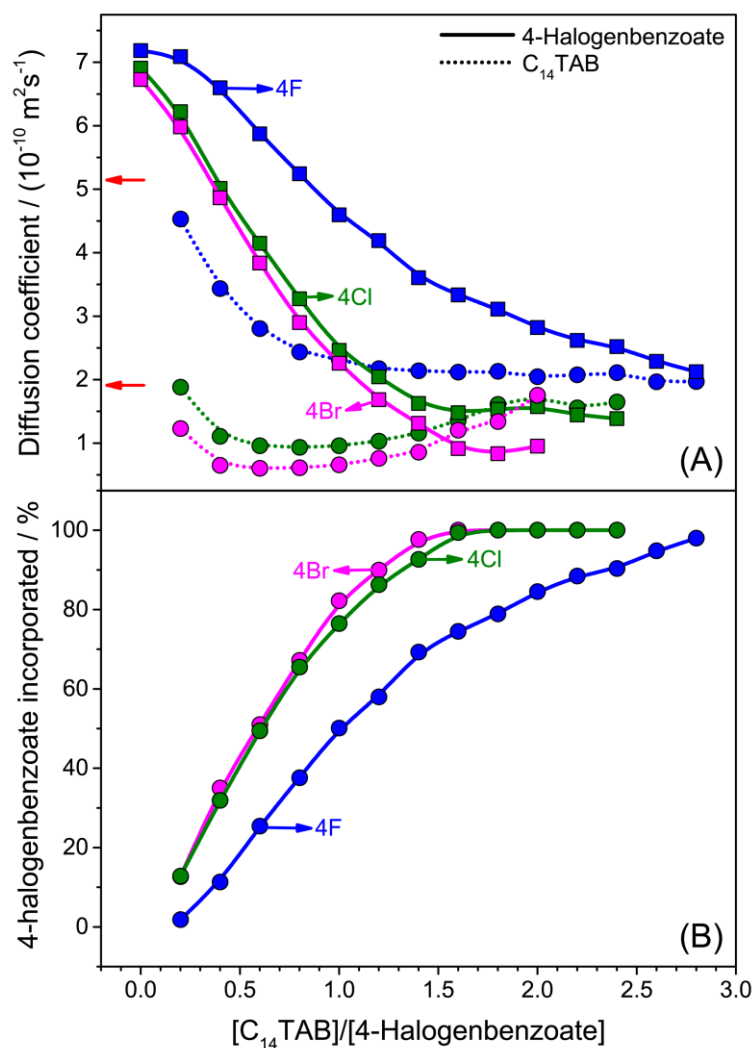 4-Halogenbenzoate
C₁₄TAB
4F
4Cl
4Br
(A)
Diffusion coefficient / (10⁻¹⁰ m²s⁻¹)
7
6
5
4
3
2
1
4Br
4Cl
4F
(B)
4-halogenbenzoate incorporated / %
100
80
60
40
20
0
0.0 0.5 1.0 1.5 2.0 2.5 3.0
[C₁₄TAB]/[4-Halogenbenzoate]